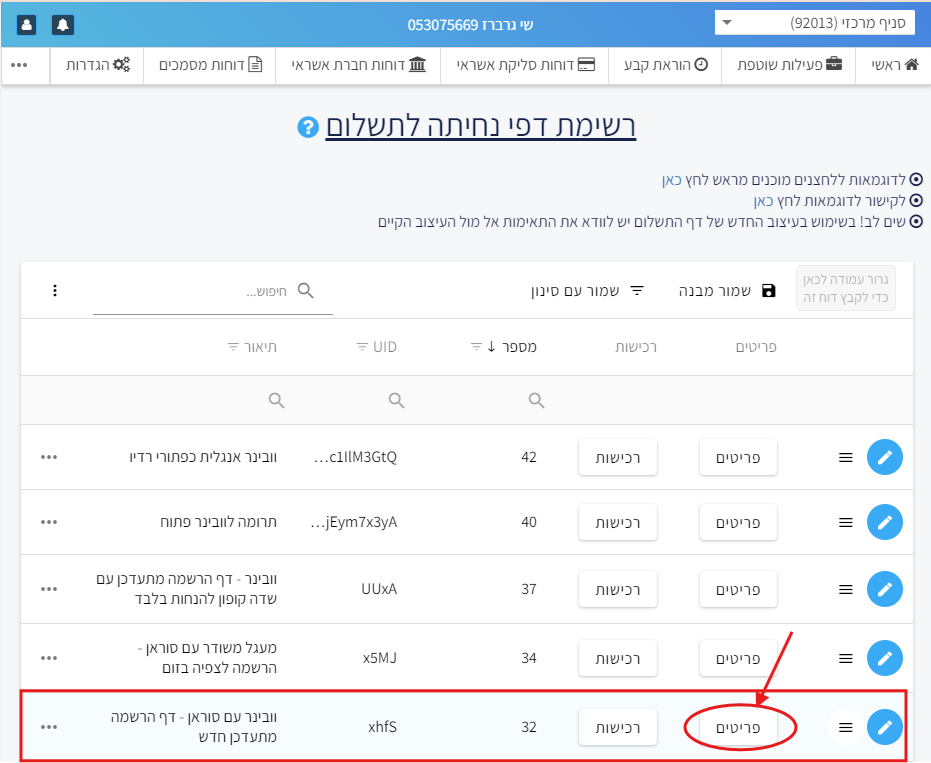 סניף מרכזי (92013)
שי גרברז 053075669
ראשי
פעילות שוטפת
הוראת קבע
דוחות סליקת אשראי
דוחות חברת אשראי
דוחות מסמכים
הגדרות
רשימת דפי נחיתה לתשלום
לדוגמאות ללחצנים מוכנים מראש לחץ כאן
לקישור לדוגמאות לחץ כאן
שים לב! בשימוש בעיצוב החדש של דף התשלום יש לוודא את התאימות אל מול העיצוב הקיים
גרור עמודה לכאן
כדי לקבץ דוח זה
שמור מבנה
שמור עם סינון
חיפוש...
פריטים רכישות מספר UID תיאור
פריטים רכישות 42 c1IlM3GtQ... וובינר אנגלית כפתורי רדיו
פריטים רכישות 40 jEym7x3yA... תרומה לוובינר פתוח
פריטים רכישות 37 UUxA וובינר - דף הרשמה מתעדכן עם
שדה קופון להנחות בלבד
פריטים רכישות 34 x5MJ מעגל משודר עם סוראן -
הרשמה לצפיה בזום
פריטים רכישות 32 xhfS וובינר עם סוראן - דף הרשמה
מתעדכן חדש